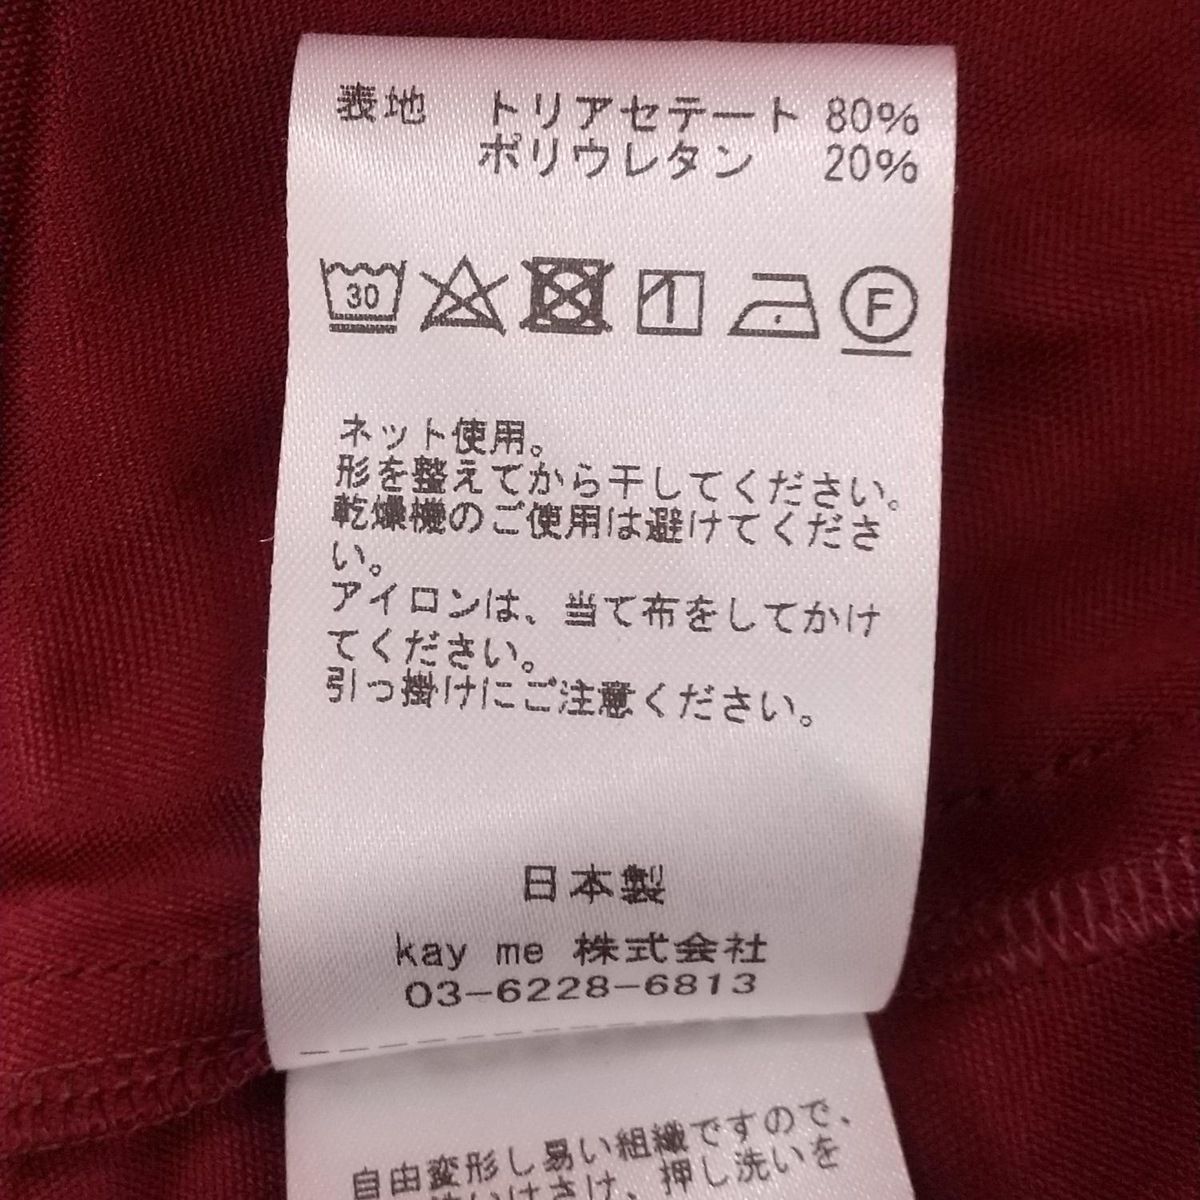 表地 トリアセテート 80%
ポリウレタン 20%
30
F
ネット使用。
形を整えてから干してください。
乾燥機のご使用は避けてくださ
い。
アイロンは、当て布をしてかけ
てください。
引っ掛けにご注意ください。
日本製
kay me 株式会社
03-6228-6813
自由変形し易い組織ですので、
押し洗いを